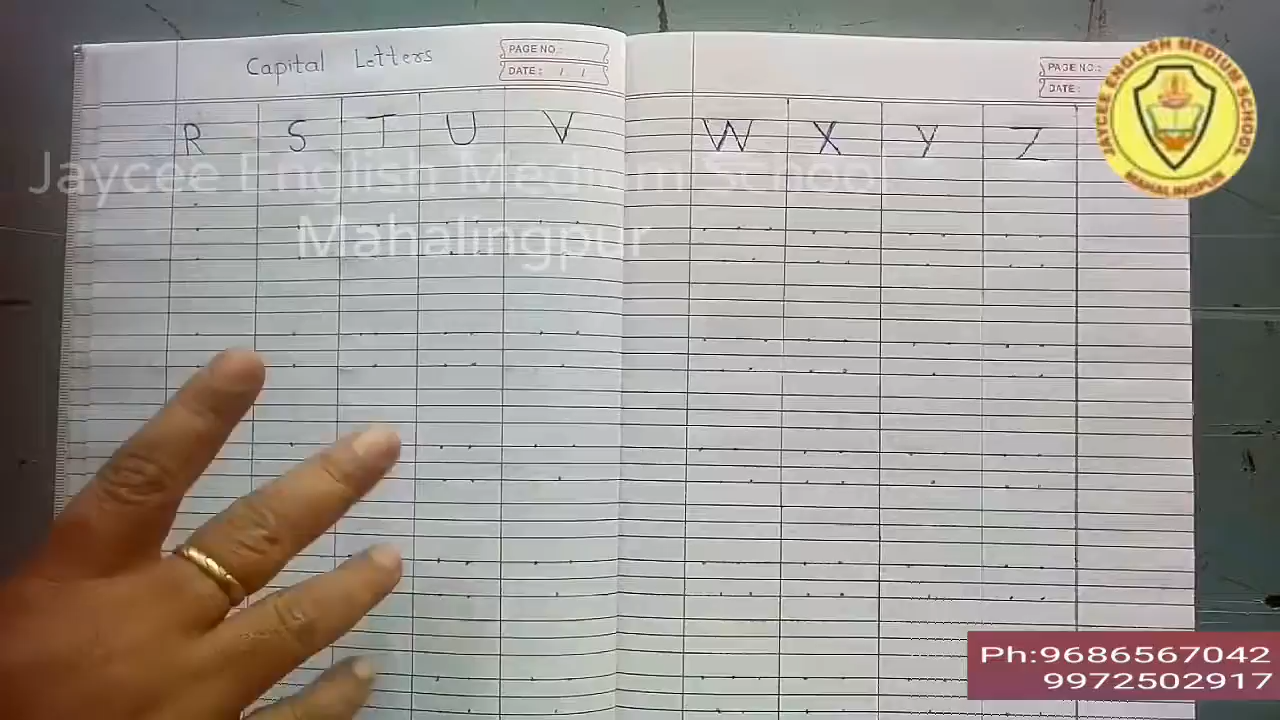 Capital Letters
PAGE NO.:
DATE: / /
R S T U V
PAGE NO.:
DATE:
W X Y Z
Jaycee English Medium School
Mahalingpur
JAYCEE ENGLISH MEDIUM SCHOOL
MAHALINGPUR
Ph:9686567042
9972502917